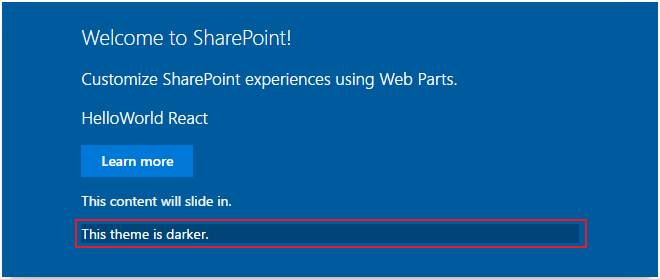 Welcome to SharePoint!
Customize SharePoint experiences using Web Parts.
HelloWorld React
Learn more
This content will slide in.
This theme is darker.